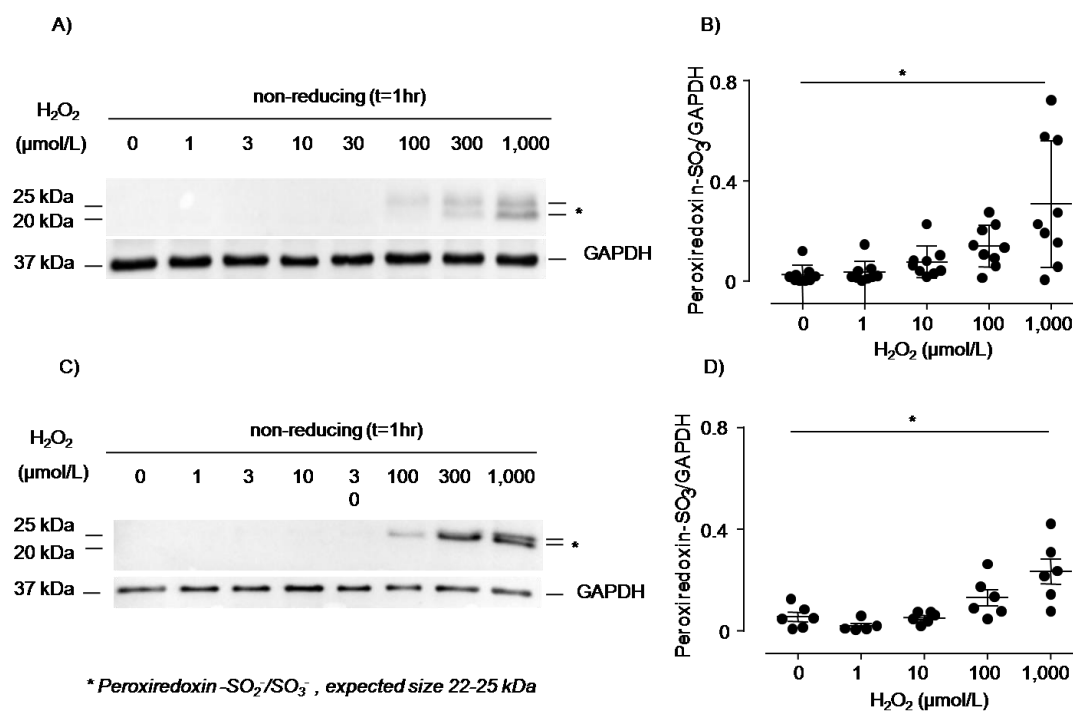 A)
non-reducing (t=1hr)
H₂O₂
(µmol/L)
0 1 3 10 30 100 300 1,000
25 kDa
20 kDa
*
37 kDa
GAPDH
B)
*
Peroxiredoxin-SO₃/GAPDH
0.8
0.4
0
0 1 10 100 1,000
H₂O₂ (µmol/L)
C)
non-reducing (t=1hr)
H₂O₂
(µmol/L)
0 1 3 10 3 100 300 1,000
0
25 kDa
20 kDa
*
37 kDa
GAPDH
* Peroxiredoxin-SO₂⁻/SO₃⁻ , expected size 22-25 kDa
D)
*
Peroxiredoxin-SO₃/GAPDH
0.8
0.4
0
0 1 10 100 1,000
H₂O₂ (µmol/L)